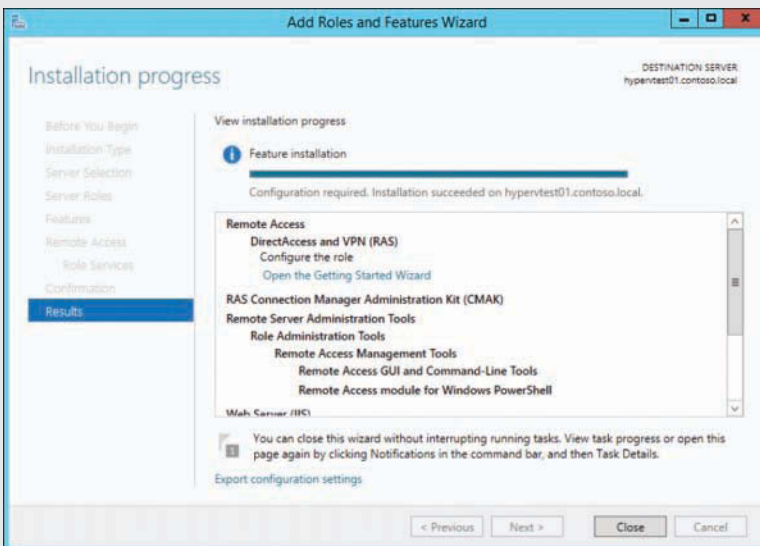 Add Roles and Features Wizard
Installation progress
DESTINATION SERVER
hypervtest01.contoso.local
Before You Begin
Installation Type
Server Selection
Server Roles
Features
Remote Access
Role Services
Confirmation
Results
View installation progress
Feature installation
Configuration required. Installation succeeded on hypervtest01.contoso.local.
Remote Access
DirectAccess and VPN (RAS)
Configure the role
Open the Getting Started Wizard
RAS Connection Manager Administration Kit (CMAK)
Remote Server Administration Tools
Role Administration Tools
Remote Access Management Tools
Remote Access GUI and Command-Line Tools
Remote Access module for Windows PowerShell
Web Server (IIS)
1
You can close this wizard without interrupting running tasks. View task progress or open this
page again by clicking Notifications in the command bar, and then Task Details.
Export configuration settings
< Previous
Next >
Close
Cancel